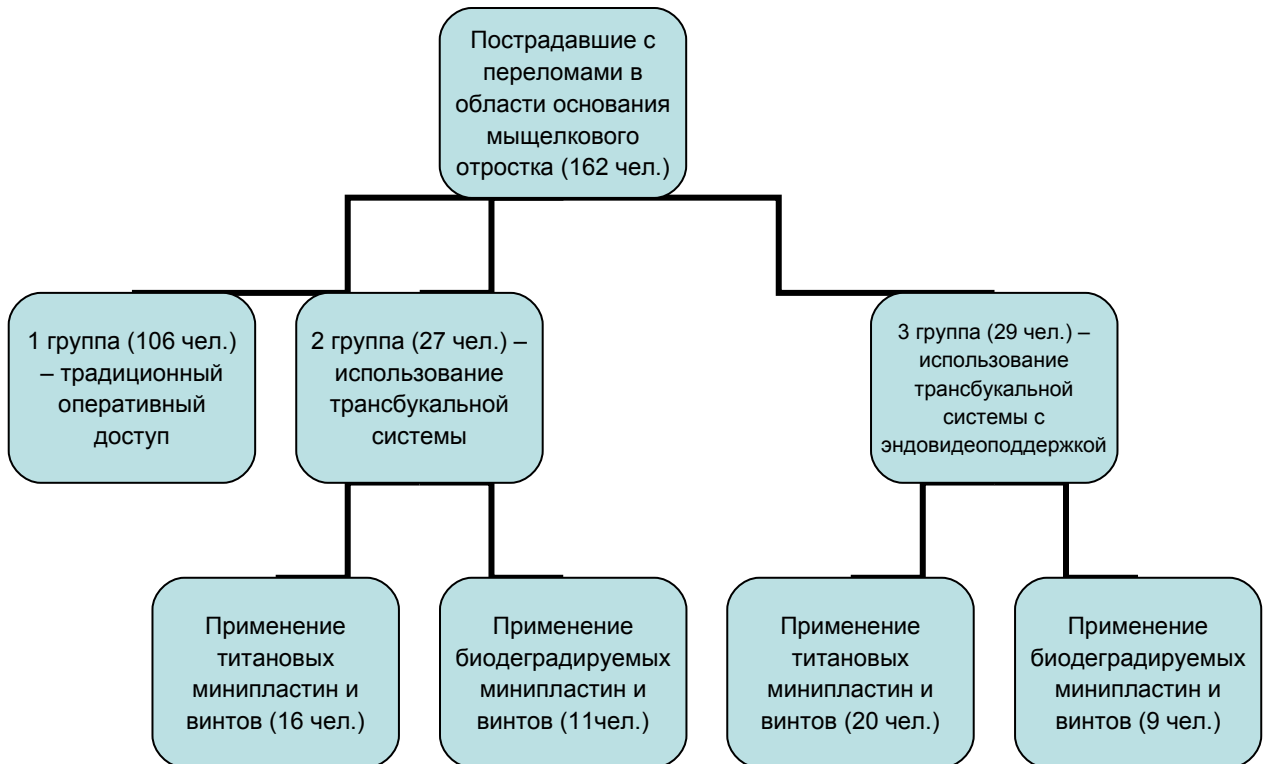 Пострадавшие с
переломами в
области основания
мыщелкового
отростка (162 чел.)
1 группа (106 чел.)
– традиционный
оперативный
доступ
2 группа (27 чел.) –
использование
трансбукальной
системы
3 группа (29 чел.) –
использование
трансбукальной
системы с
эндовидеоподдержкой
Применение
титановых
минипластин и
винтов (16 чел.)
Применение
биодеградируемых
минипластин и
винтов (11чел.)
Применение
титановых
минипластин и
винтов (20 чел.)
Применение
биодеградируемых
минипластин и
винтов (9 чел.)